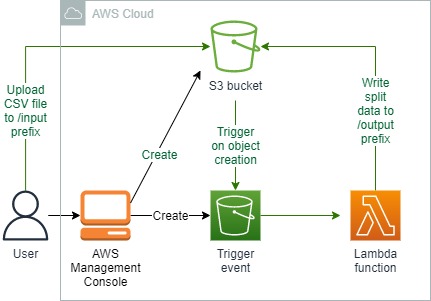 AWS Cloud
Upload
CSV file
to /input
prefix
S3 bucket
Write
split
data to
/output
prefix
Trigger
on object
creation
Create
Create
User
AWS
Management
Console
Trigger
event
Lambda
function